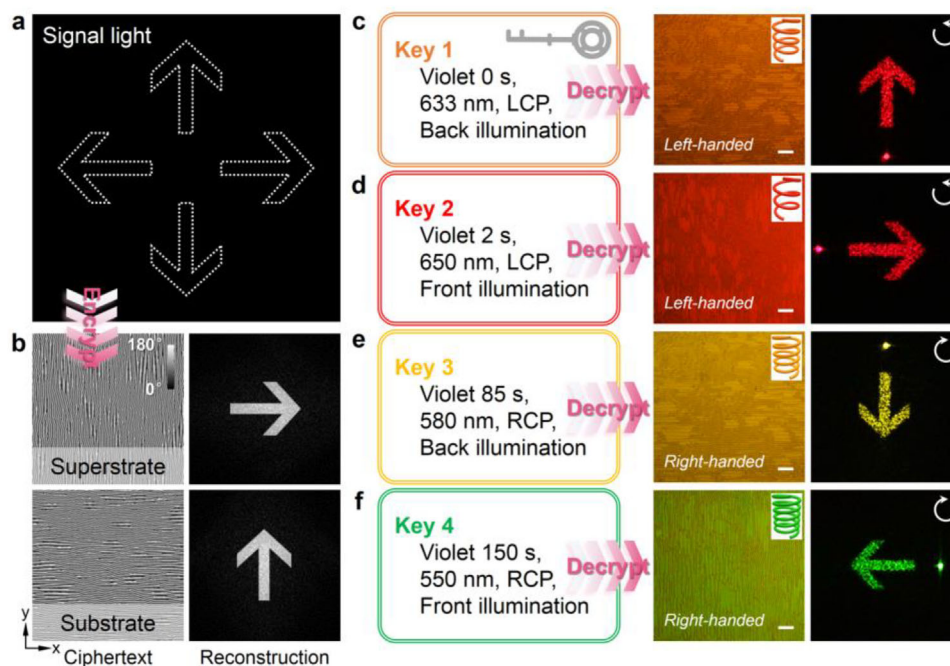 a
Signal light
Encrypt
b
180°
0°
Superstrate
Substrate
y
x
Ciphertext
Reconstruction
c
Key 1
Violet 0 s,
633 nm, LCP,
Back illumination
Decrypt
Left-handed
d
Key 2
Violet 2 s,
650 nm, LCP,
Front illumination
Decrypt
Left-handed
e
Key 3
Violet 85 s,
580 nm, RCP,
Back illumination
Decrypt
Right-handed
f
Key 4
Violet 150 s,
550 nm, RCP,
Front illumination
Decrypt
Right-handed